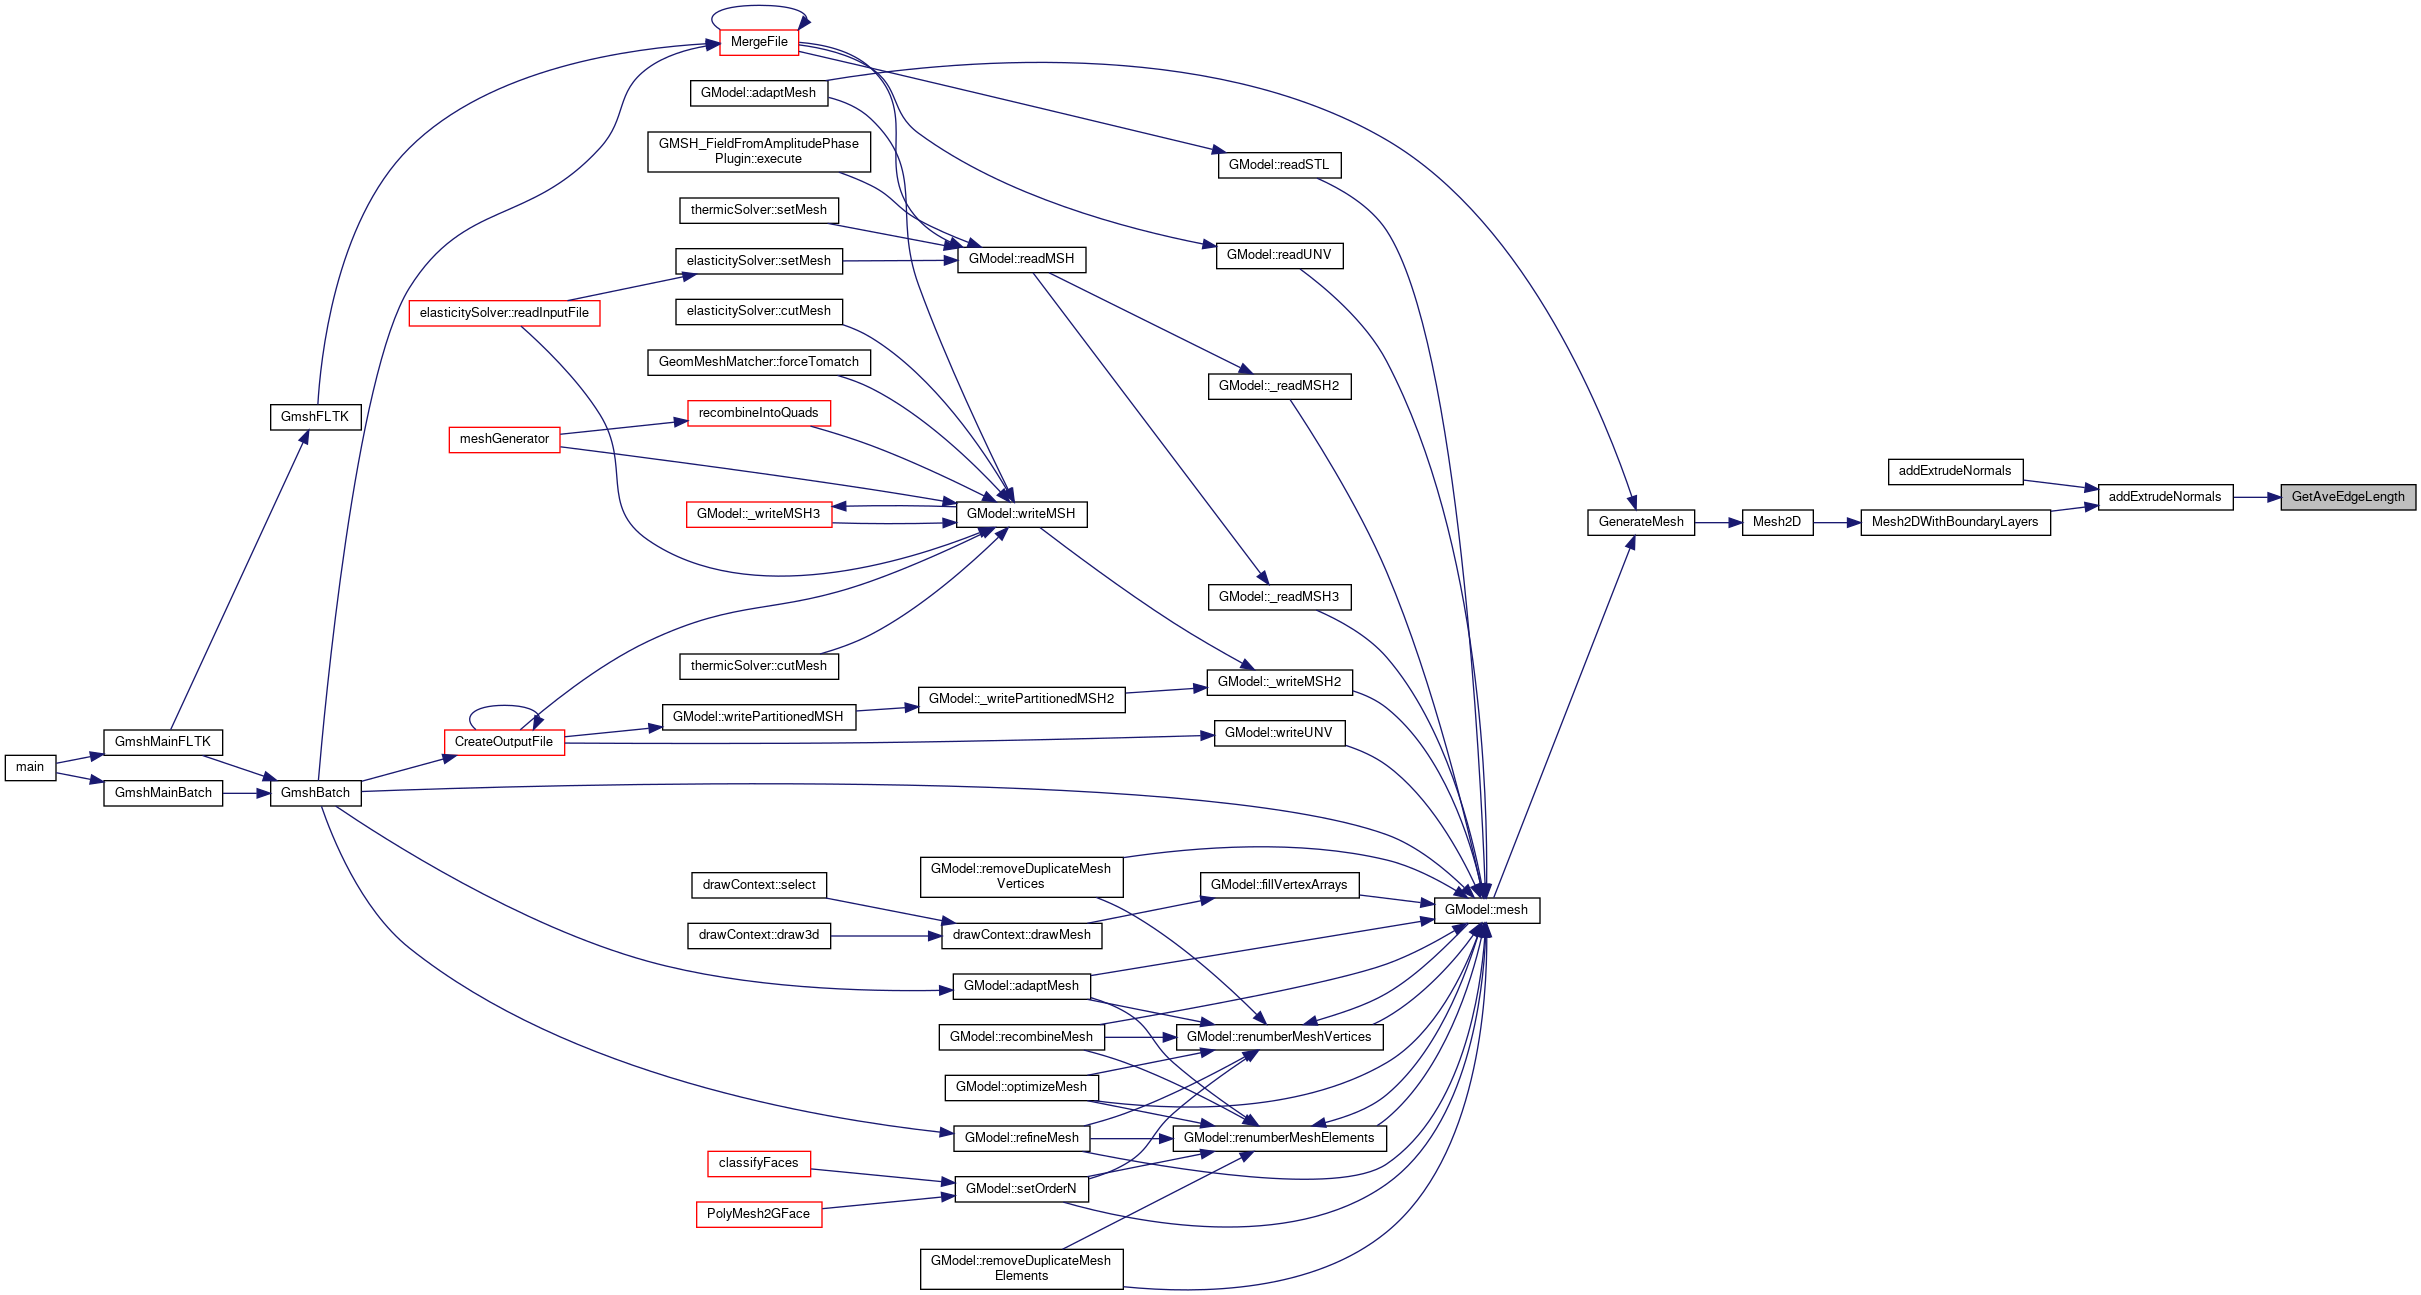 MergeFile
GModel::adaptMesh
GMSH_FieldFromAmplitudePhase
Plugin::execute
GModel::readSTL
thermicSolver::setMesh
elasticitySolver::setMesh
GModel::readMSH
GModel::readUNV
elasticitySolver::readInputFile
elasticitySolver::cutMesh
GeomMeshMatcher::forceTomatch
GModel::_readMSH2
GmshFLTK
recombineIntoQuads
meshGenerator
addExtrudeNormals
addExtrudeNormals
GetAveEdgeLength
GModel::_writeMSH3
GModel::writeMSH
GenerateMesh
Mesh2D
Mesh2DWithBoundaryLayers
GModel::_readMSH3
thermicSolver::cutMesh
GModel::_writeMSH2
GModel::_writePartitionedMSH2
GModel::writePartitionedMSH
GModel::writeUNV
GmshMainFLTK
CreateOutputFile
main
GmshMainBatch
GmshBatch
GModel::removeDuplicateMesh
Vertices
drawContext::select
GModel::fillVertexArrays
GModel::mesh
drawContext::draw3d
drawContext::drawMesh
GModel::adaptMesh
GModel::recombineMesh
GModel::renumberMeshVertices
GModel::optimizeMesh
GModel::refineMesh
GModel::renumberMeshElements
classifyFaces
GModel::setOrderN
PolyMesh2GFace
GModel::removeDuplicateMesh
Elements